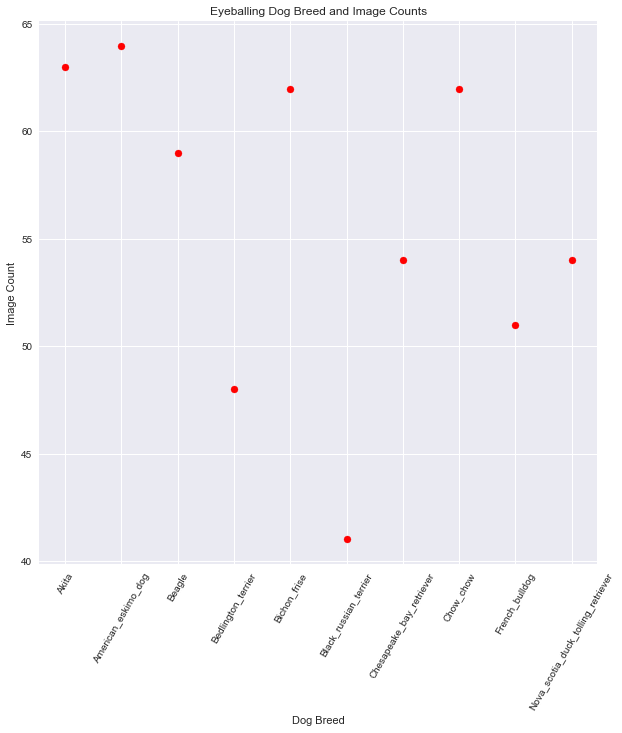 Eyeballing Dog Breed and Image Counts
65
60
55
50
45
40
Image Count
Akita
American_eskimo_dog
Beagle
Bedlington_terrier
Bichon_frise
Black_russian_terrier
Chesapeake_bay_retriever
Chow_chow
French_bulldog
Nova_scotia_duck_tolling_retriever
Dog Breed